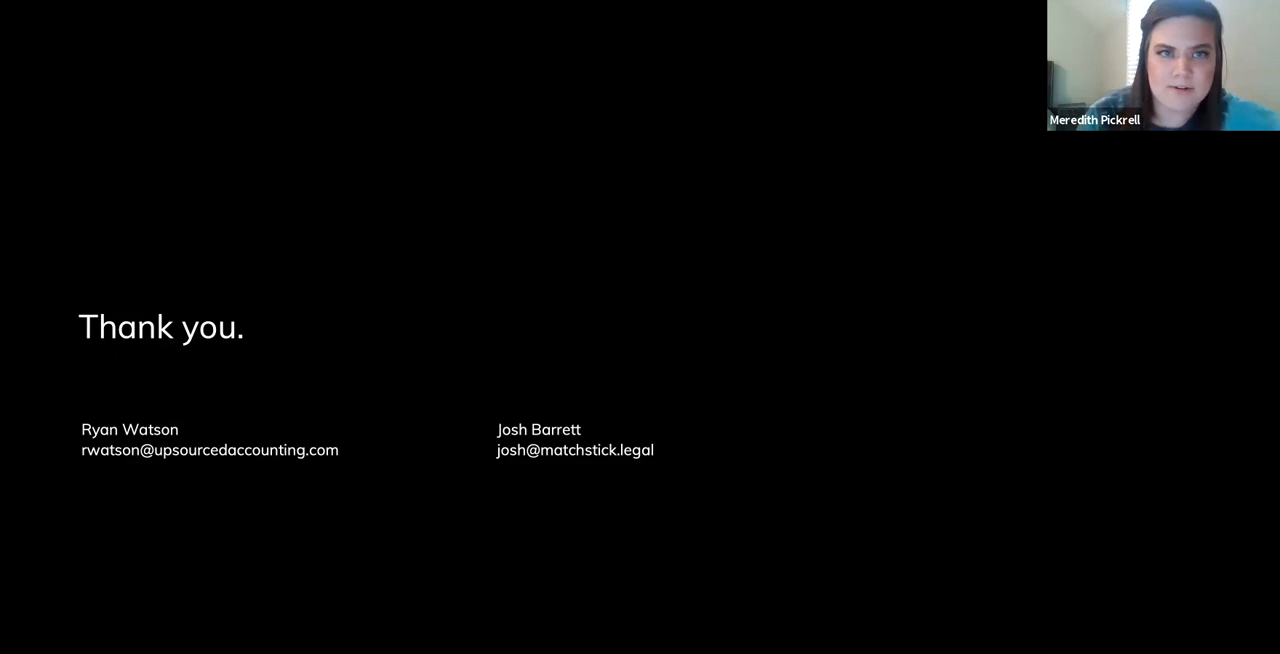 Meredith Pickrell
Thank you.
Ryan Watson
rwatson@upsourcedaccounting.com
Josh Barrett
josh@matchstick.legal